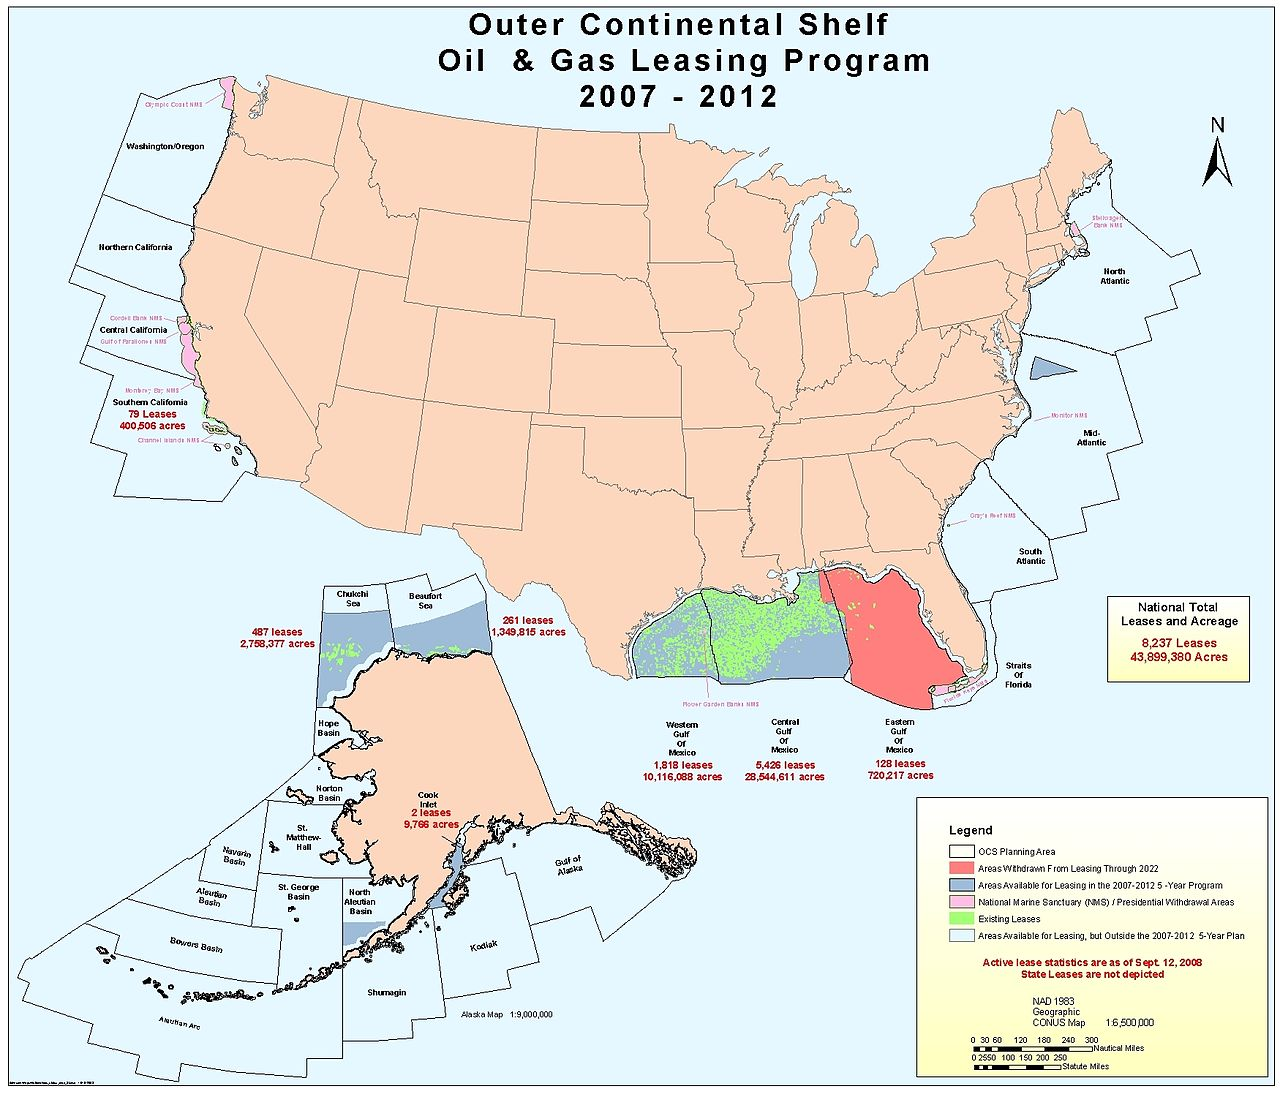 Outer Continental Shelf
Oil & Gas Leasing Program
2007 - 2012
N
Olympic Coast NMS
Washington/Oregon
Northern California
Cordell Bank NMS
Central California
Gulf of Farallones NMS
Monterey Bay NMS
Southern California
79 Leases
400,506 acres
Channel Islands NMS
Stellwagen
Bank NMS
North
Atlantic
Monitor NMS
Mid-
Atlantic
Gray's Reef NMS
South
Atlantic
Straits
Of
Florida
Florida Keys NMS
National Total
Leases and Acreage
8,237 Leases
43,899,380 Acres
Chukchi
Sea
Beaufort
Sea
487 leases
2,758,377 acres
261 leases
1,349,815 acres
Flower Garden Banks NMS
Western
Gulf
Of
Mexico
1,818 leases
10,116,088 acres
Central
Gulf
Of
Mexico
5,426 leases
28,544,611 acres
Eastern
Gulf
Of
Mexico
128 leases
720,217 acres
Hope
Basin
Norton
Basin
Cook
Inlet
2 leases
9,766 acres
St.
Matthew-
Hall
Navarin
Basin
Aleutian
Basin
St. George
Basin
North
Aleutian
Basin
Gulf of
Alaska
Bowers Basin
Kodiak
Shumagin
Aleutian Arc
Alaska Map 1:9,000,000
Legend
OCS Planning Area
Areas Withdrawn From Leasing Through 2022
Areas Available for Leasing in the 2007-2012 5 -Year Program
National Marine Sanctuary (NMS) / Presidential Withdrawal Areas
Existing Leases
Areas Available for Leasing, but Outside the 2007-2012 5-Year Plan
Active lease statistics are as of Sept. 12, 2008
State Leases are not depicted
NAD 1983
Geographic
CONUS Map 1:6,500,000
0 30 60 120 180 240 300
Nautical Miles
0 25 50 100 150 200 250
Statute Miles